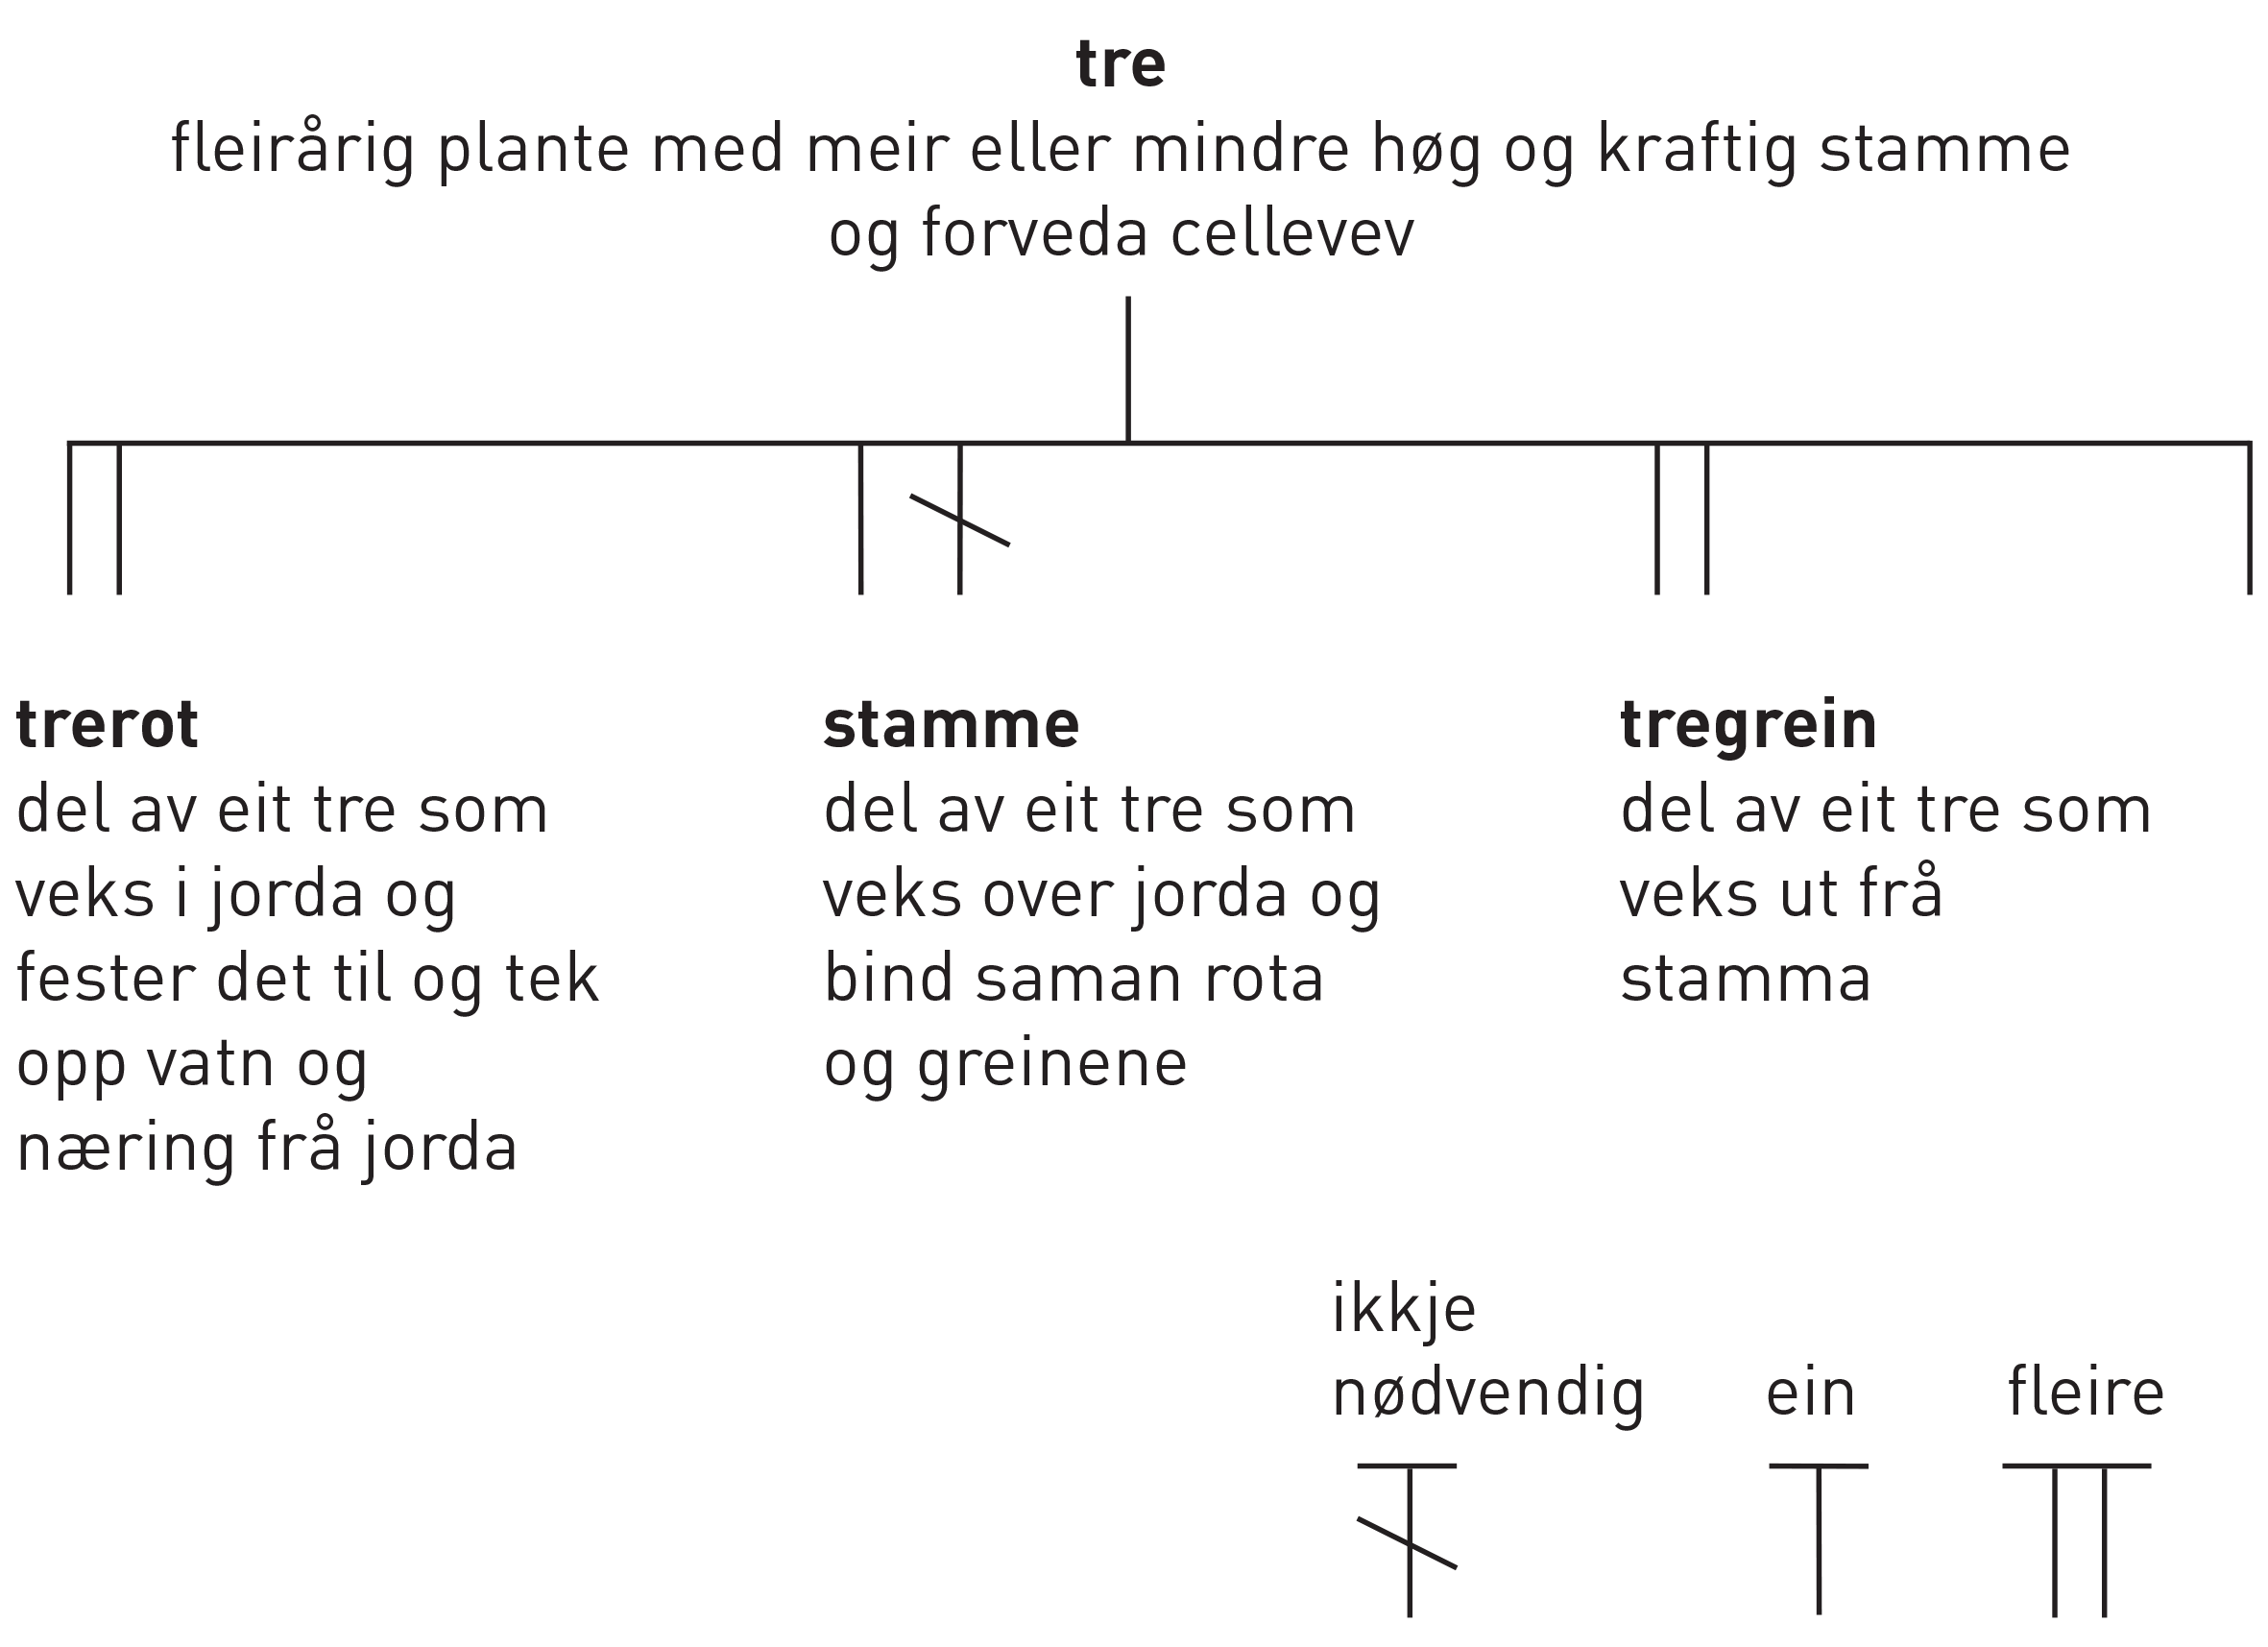 tre
fleirårig plante med meir eller mindre høg og kraftig stamme
og forveda cellevev
trerot
del av eit tre som
veks i jorda og
fester det til og tek
opp vatn og
næring frå jorda
stamme
del av eit tre som
veks over jorda og
bind saman rota
og greinene
tregrein
del av eit tre som
veks ut frå
stamma
ikkje
nødvendig
ein
fleire